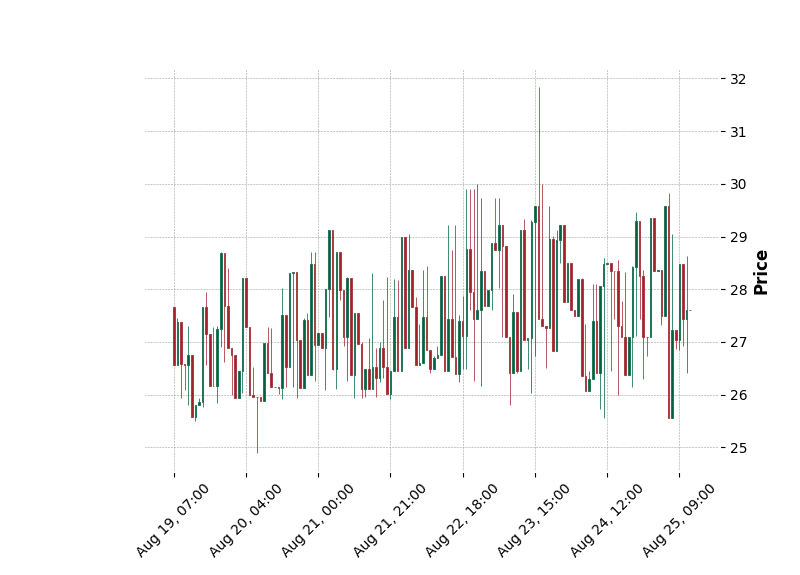 32
31
30
29
28
27
26
25
Price
Aug 19, 07:00
Aug 20, 04:00
Aug 21, 00:00
Aug 21, 21:00
Aug 22, 18:00
Aug 23, 15:00
Aug 24, 12:00
Aug 25, 09:00